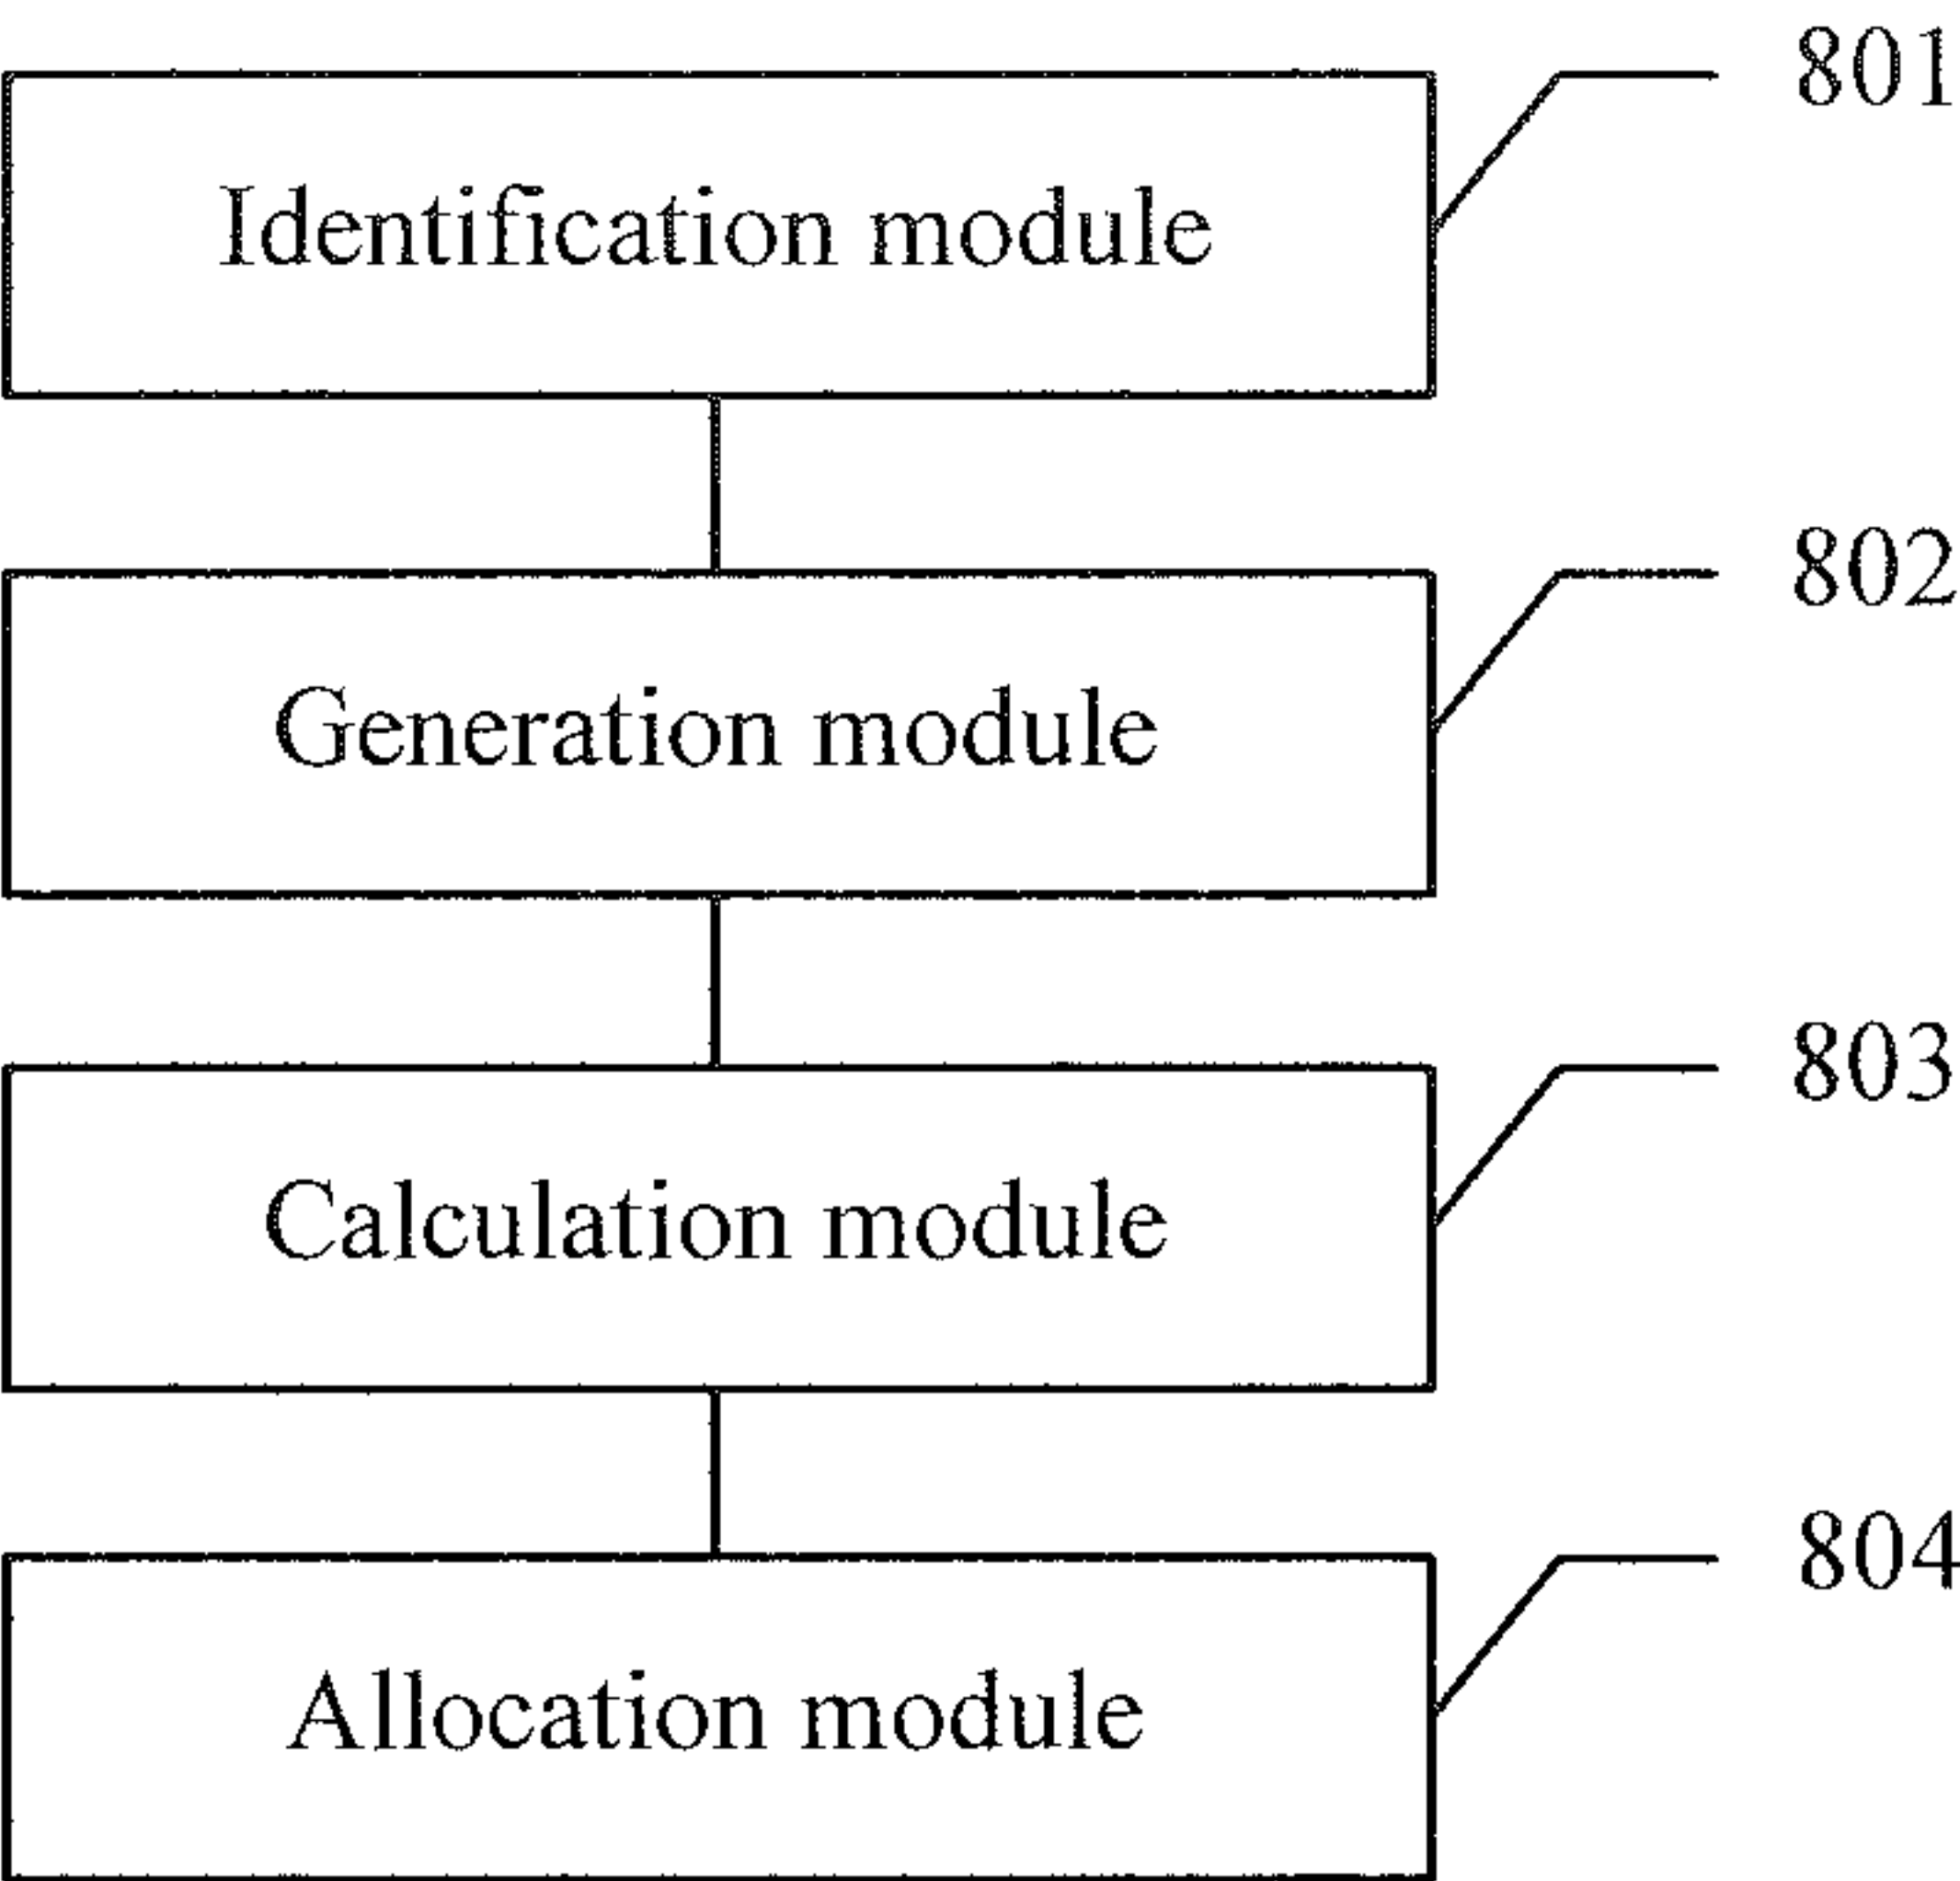 801
Identification module
802
Generation module
803
Calculation module
804
Allocation module